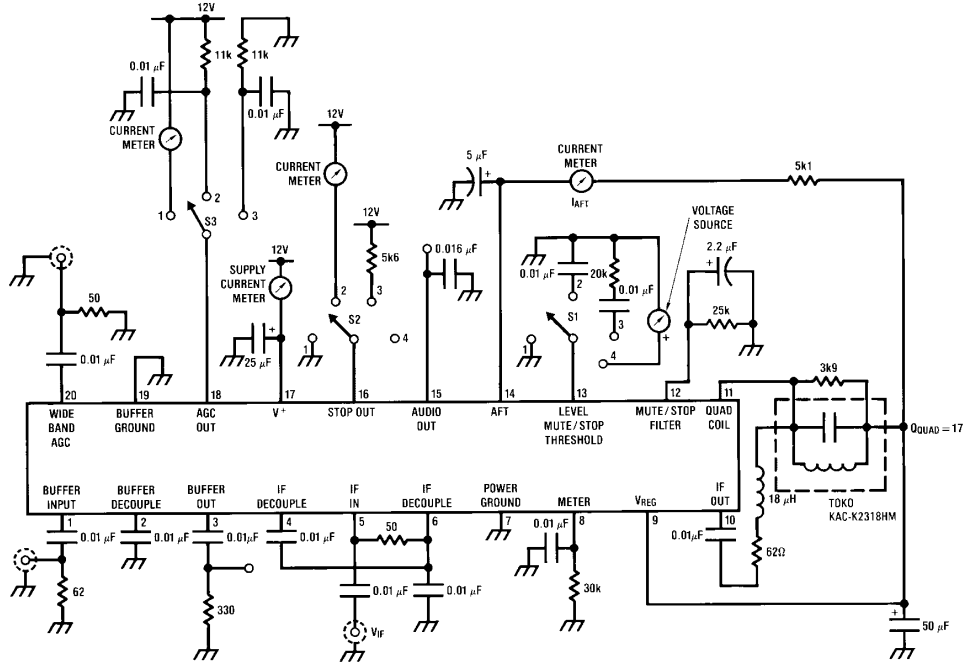 12V
0.01 µF
11k
11k
0.01 µF
CURRENT
METER
12V
CURRENT
METER
1
2
S3
3
12V
SUPPLY
CURRENT
METER
12V
5k6
2
3
S2
1
4
25 µF
+
50
0.01 µF
0.016 µF
5 µF
+
CURRENT
METER
I_AFT
5k1
VOLTAGE
SOURCE
0.01 µF
20k
0.01 µF
2
S1
1
3
4
+
2.2 µF
+
25k
3k9
20
19
18
17
16
15
14
13
12
11
WIDE
BAND
AGC
BUFFER
GROUND
AGC
OUT
V+
STOP OUT
AUDIO
OUT
AFT
LEVEL
MUTE/STOP
THRESHOLD
MUTE/STOP
FILTER
QUAD
COIL
Q_QUAD = 17
BUFFER
INPUT
BUFFER
DECOUPLE
BUFFER
OUT
IF
DECOUPLE
IF
IN
IF
DECOUPLE
POWER
GROUND
METER
V_REG
IF
OUT
1
2
3
4
5
6
7
8
9
10
18 µH
TOKO
KAC-K2318HM
0.01 µF
0.01 µF
0.01µF
0.01 µF
50
0.01 µF
0.01µF
62Ω
62
330
0.01 µF
0.01 µF
30k
V_IF
+
50 µF